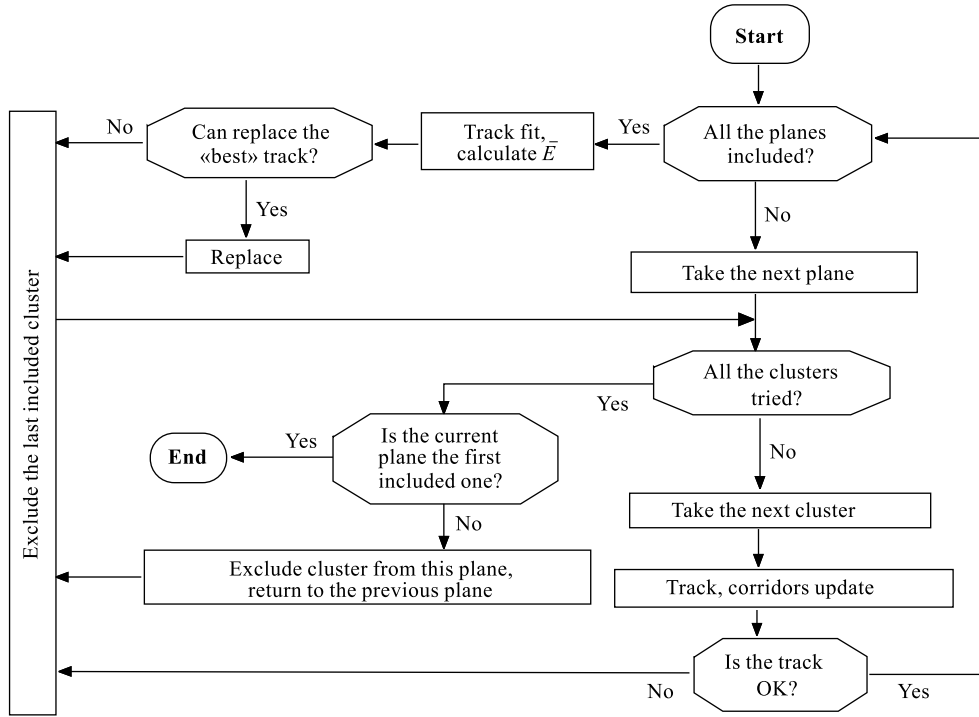 Start
No
Can replace the
«best» track?
Track fit,
calculate E̅
Yes
All the planes
included?
Yes
No
Replace
Take the next plane
Exclude the last included cluster
All the clusters
tried?
Yes
Is the current
plane the first
included one?
Yes
End
No
No
Take the next cluster
Exclude cluster from this plane,
return to the previous plane
Track, corridors update
Is the track
OK?
No
Yes